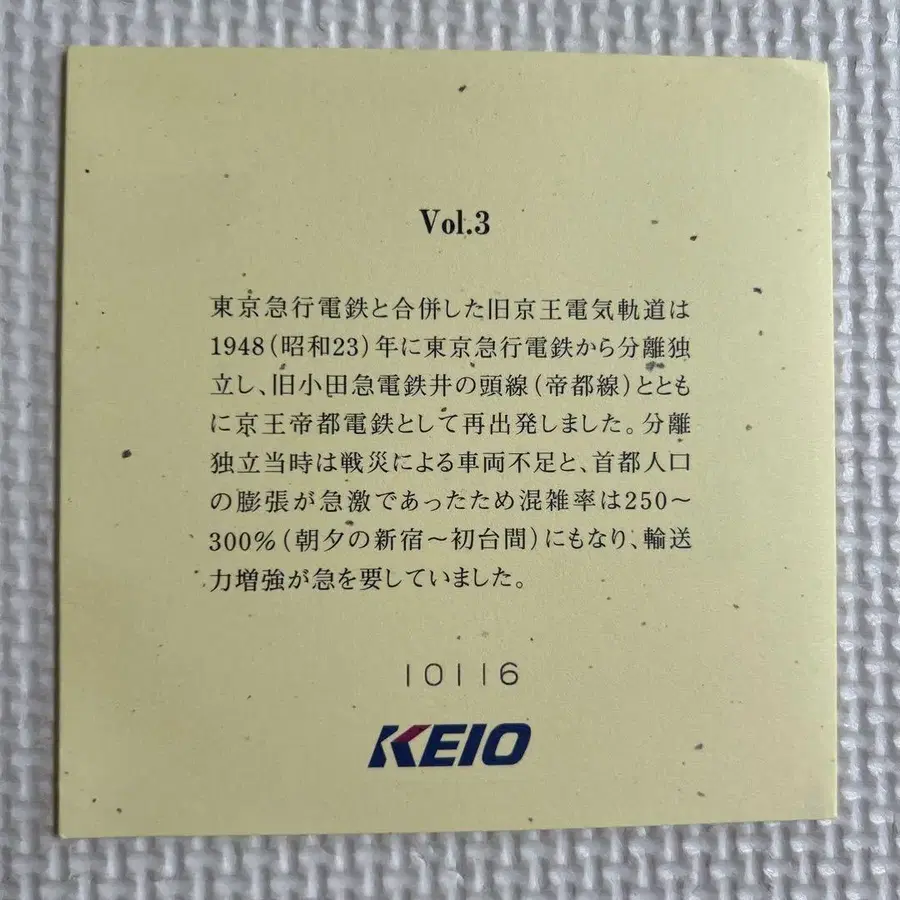 Vol.3
東京急行電鉄と合併した旧京王電気軌道は
1948(昭和23)年に東京急行電鉄から分離独
立し、旧小田急電鉄井の頭線(帝都線)ととも
に京王帝都電鉄として再出発しました。分離
独立当時は戦災による車両不足と、首都人口
の膨張が急激であったため混雑率は250〜
300%(朝夕の新宿〜初台間)にもなり、輸送
力増強が急を要していました。
10116
KEIO